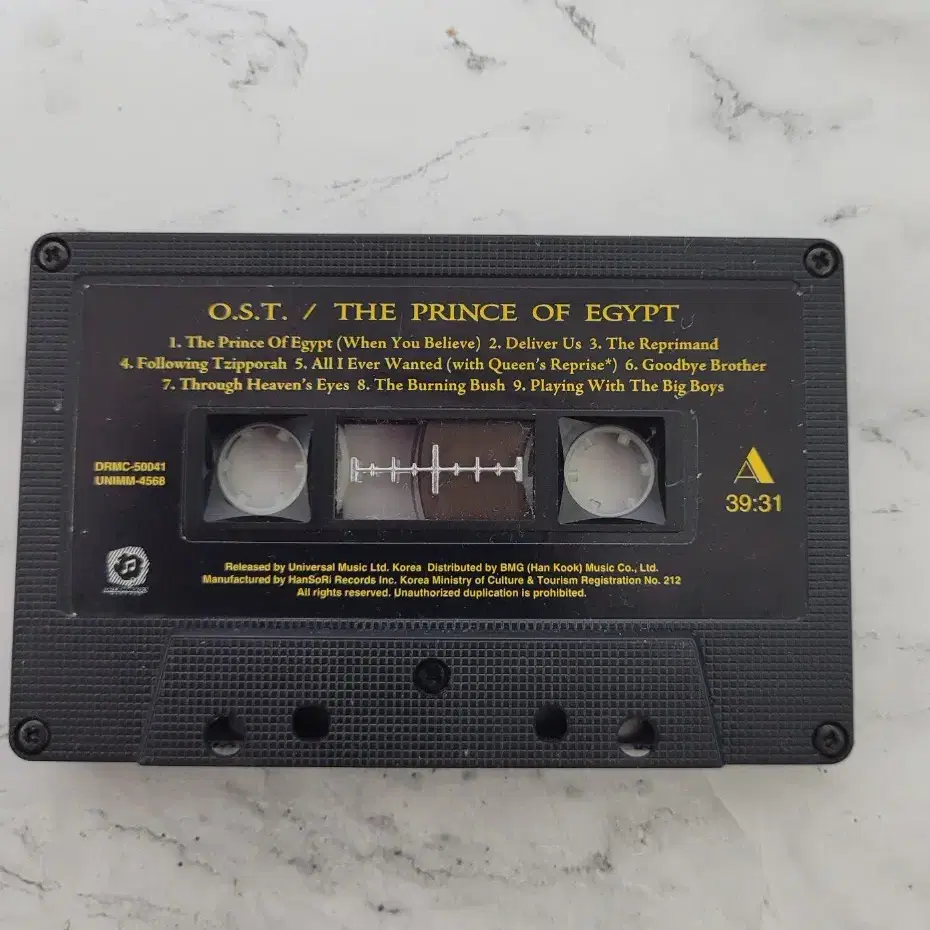 O.S.T. / THE PRINCE OF EGYPT
1. The Prince Of Egypt (When You Believe) 2. Deliver Us 3. The Reprimand
4. Following Tzipporah 5. All I Ever Wanted (with Queen's Reprise*) 6. Goodbye Brother
7. Through Heaven's Eyes 8. The Burning Bush 9. Playing With The Big Boys
DRMC-50041
UNIMM-4568
A
39:31
Released by Universal Music Ltd. Korea Distributed by BMG (Han Kook) Music Co., Ltd.
Manufactured by HanSoRi Records Inc. Korea Ministry of Culture & Tourism Registration No. 212
All rights reserved. Unauthorized duplication is prohibited.